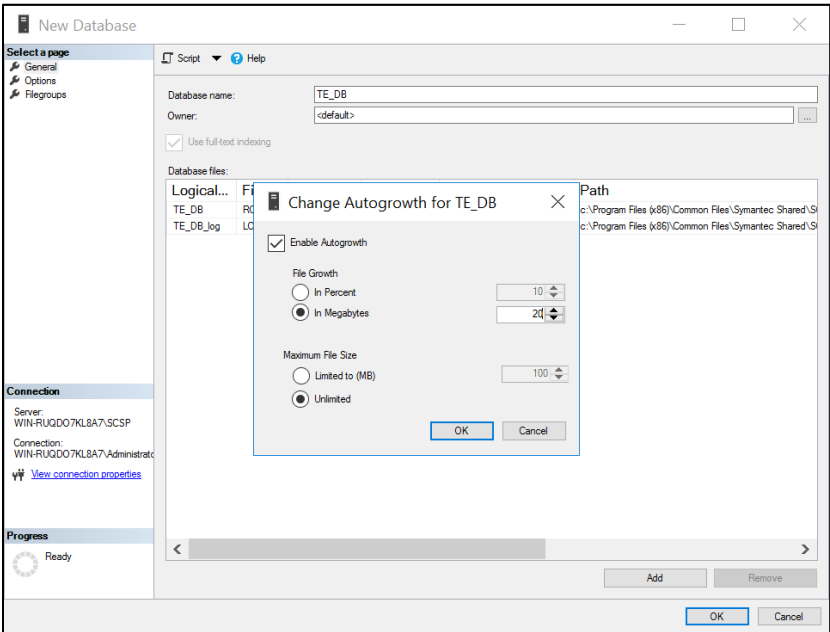 New Database
Select a page
General
Options
Filegroups
Script
Help
Database name:
TE_DB
Owner:
<default>
...
Use full-text indexing
Database files:
Logical... Fi Path
TE_DB RO c:\Program Files (x86)\Common Files\Symantec Shared\S
TE_DB_log LO c:\Program Files (x86)\Common Files\Symantec Shared\S
Change Autogrowth for TE_DB
Enable Autogrowth
File Growth
In Percent 10
In Megabytes 20
Maximum File Size
Limited to (MB) 100
Unlimited
OK Cancel
Connection
Server:
WIN-RUQDO7KL8A7\SCSP
Connection:
WIN-RUQDO7KL8A7\Administrato
View connection properties
Progress
Ready
Add Remove
OK Cancel